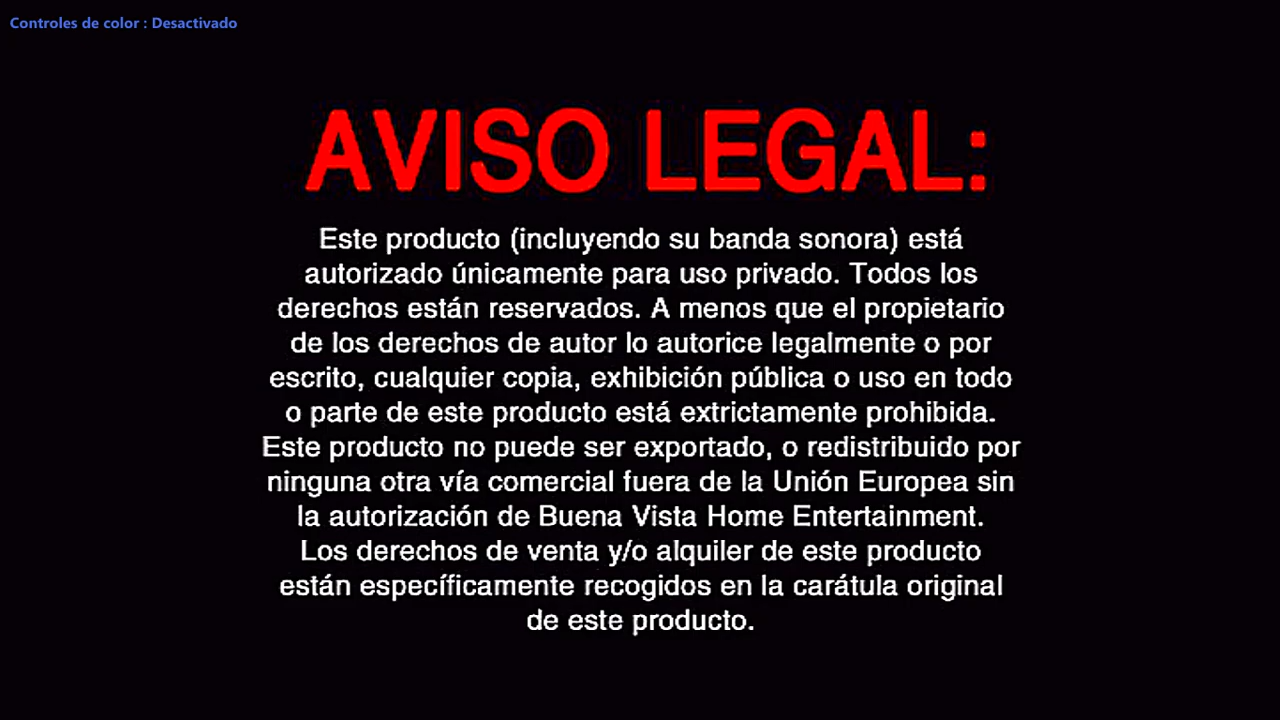 Controles de color : Desactivado
AVISO LEGAL:
Este producto (incluyendo su banda sonora) está
autorizado únicamente para uso privado. Todos los
derechos están reservados. A menos que el propietario
de los derechos de autor lo autorice legalmente o por
escrito, cualquier copia, exhibición pública o uso en todo
o parte de este producto está extrictamente prohibida.
Este producto no puede ser exportado, o redistribuido por
ninguna otra vía comercial fuera de la Unión Europea sin
la autorización de Buena Vista Home Entertainment.
Los derechos de venta y/o alquiler de este producto
están específicamente recogidos en la carátula original
de este producto.